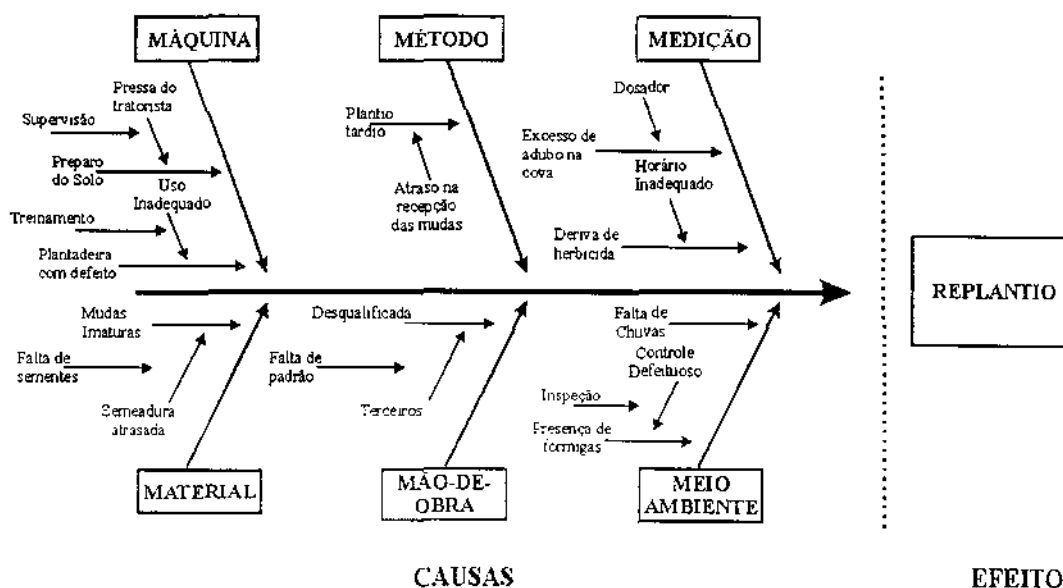 MÁQUINA
MÉTODO
MEDIÇÃO
Pressa do
tratorista
Supervisão
Preparo
do Solo
Uso
Inadequado
Treinamento
Plantadeira
com defeito
Plantio
tardio
Atraso na
recepção
das mudas
Dosador
Excesso de
adubo na
cova
Horário
Inadequado
Deriva de
herbicida
REPLANTIO
Mudas
Imaturas
Falta de
sementes
Semeadura
atrasada
Desqualificada
Falta de
padrão
Terceiros
Falta de
Chuvas
Controle
Defeituoso
Inspeção
Presença de
formigas
MATERIAL
MÃO-DE-
OBRA
MEIO
AMBIENTE
CAUSAS
EFEITO